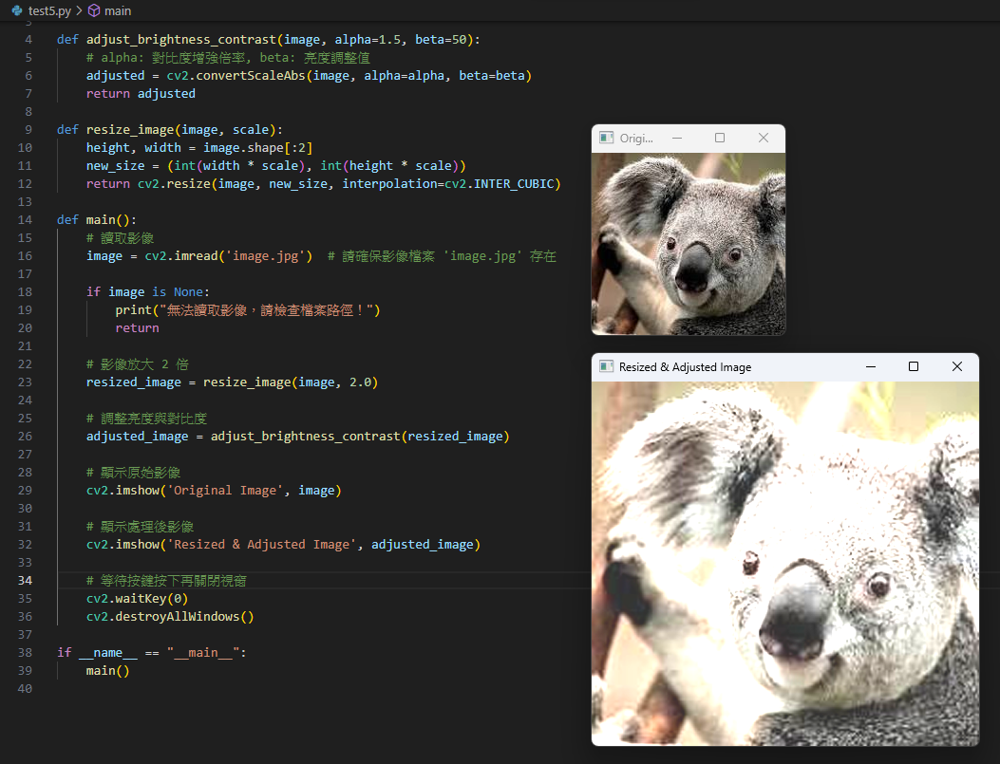 test5.py > main
3
4 def adjust_brightness_contrast(image, alpha=1.5, beta=50):
5 # alpha: 對比度增強倍率, beta: 亮度調整值
6 adjusted = cv2.convertScaleAbs(image, alpha=alpha, beta=beta)
7 return adjusted
8
9 def resize_image(image, scale):
10 height, width = image.shape[:2]
11 new_size = (int(width * scale), int(height * scale))
12 return cv2.resize(image, new_size, interpolation=cv2.INTER_CUBIC)
13
14 def main():
15 # 讀取影像
16 image = cv2.imread('image.jpg')  # 請確保影像檔案 'image.jpg' 存在
17
18 if image is None:
19 print("無法讀取影像，請檢查檔案路徑！")
20 return
21
22 # 影像放大 2 倍
23 resized_image = resize_image(image, 2.0)
24
25 # 調整亮度與對比度
26 adjusted_image = adjust_brightness_contrast(resized_image)
27
28 # 顯示原始影像
29 cv2.imshow('Original Image', image)
30
31 # 顯示處理後影像
32 cv2.imshow('Resized & Adjusted Image', adjusted_image)
33
34 # 等待按鍵按下再關閉視窗
35 cv2.waitKey(0)
36 cv2.destroyAllWindows()
37
38 if __name__ == "__main__":
39 main()
40
Origi...
Resized & Adjusted Image